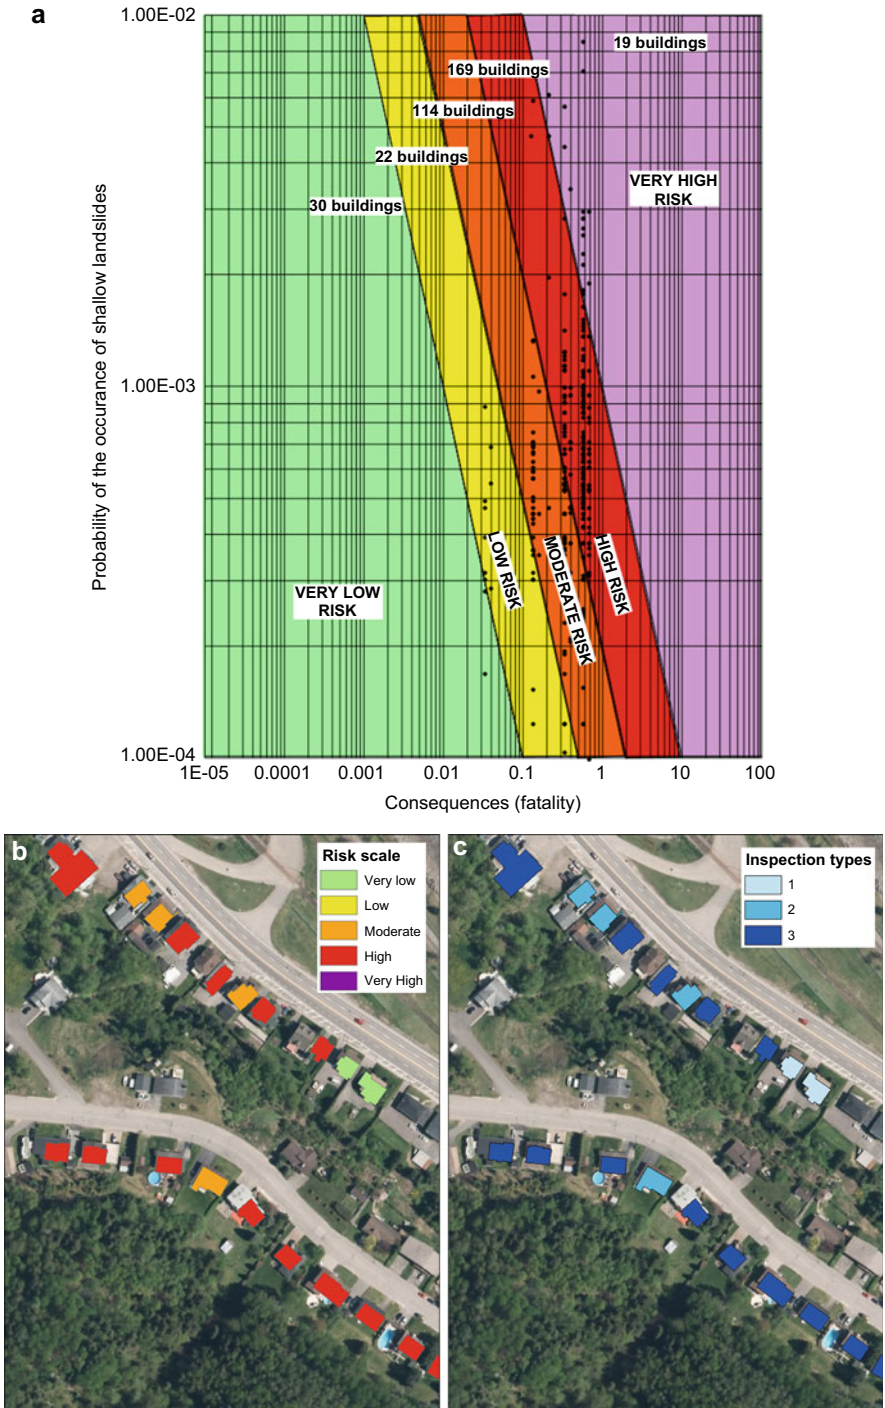 a
1.00E-02
19 buildings
169 buildings
114 buildings
22 buildings
VERY HIGH
RISK
30 buildings
Probability of the occurance of shallow landslides
1.00E-03
LOW RISK
MODERATE RISK
HIGH RISK
VERY LOW
RISK
1.00E-04
1E-05 0.0001 0.001 0.01 0.1 1 10 100
Consequences (fatality)
b
Risk scale
Very low
Low
Moderate
High
Very High
c
Inspection types
1
2
3